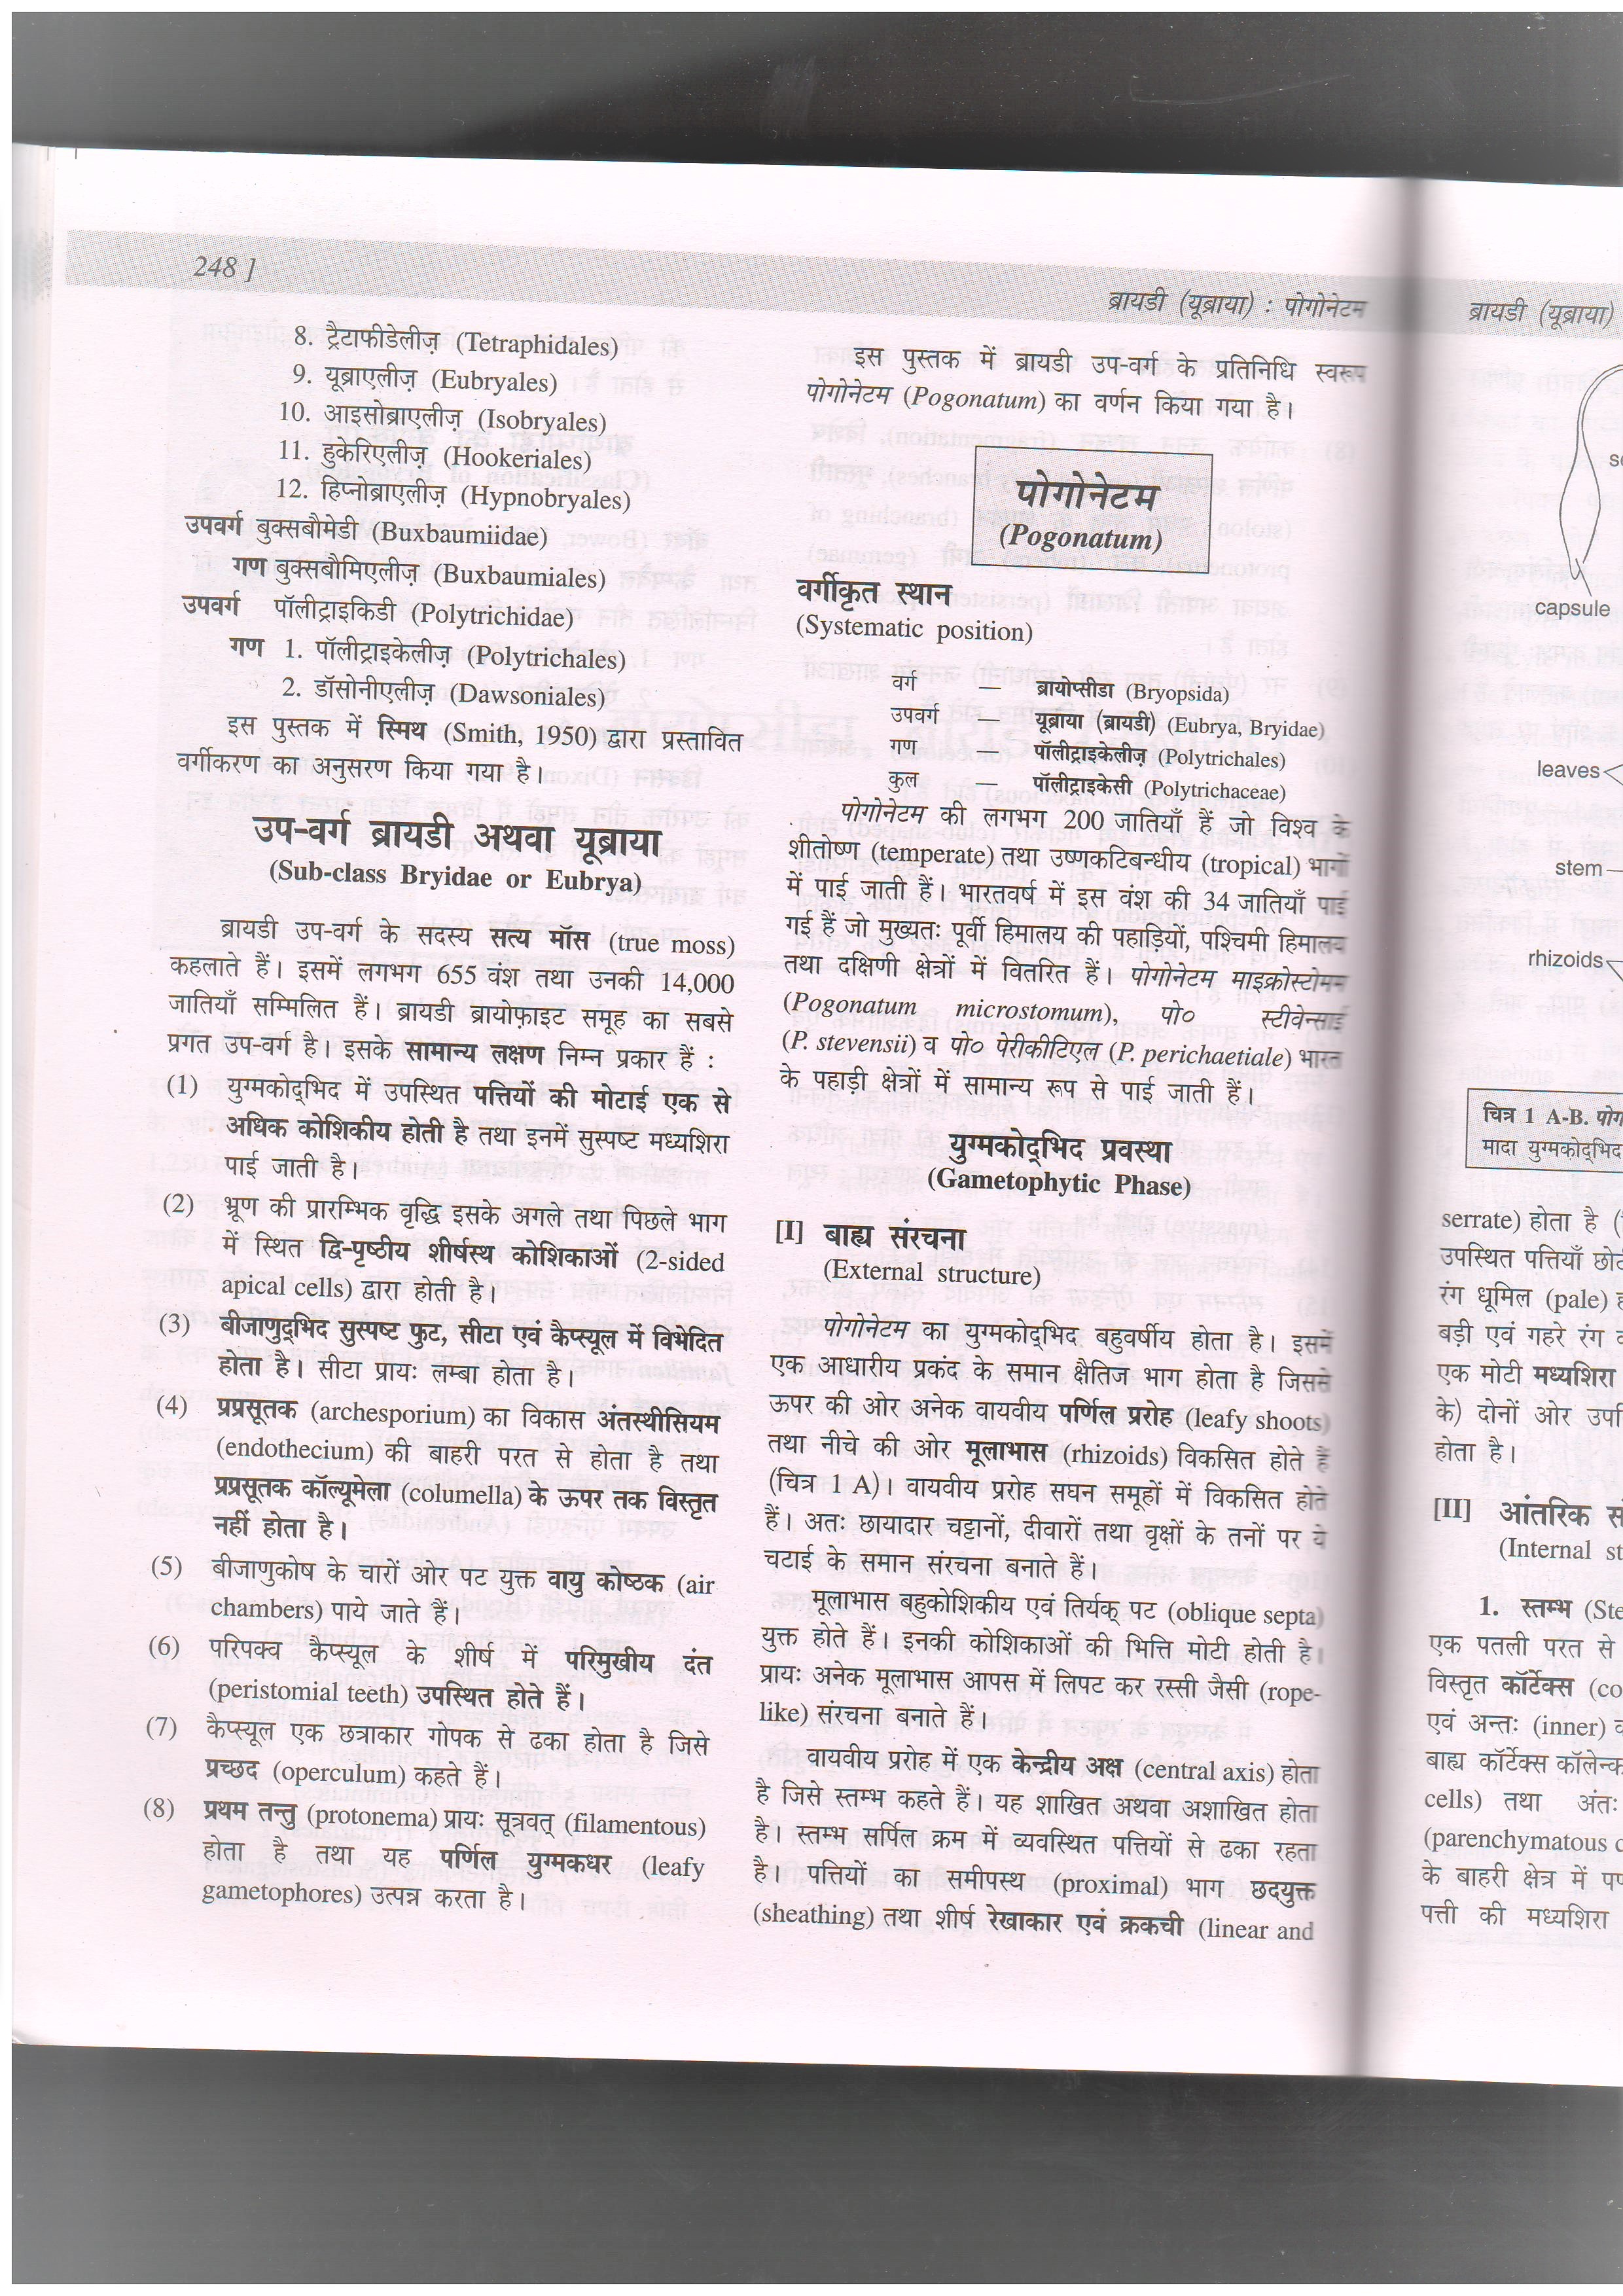 248 ]
ब्रायडी (यूब्राया) : पोगोनेटम
8. ट्रैटाफीडेलीज़ (Tetraphidales)
9. यूब्राएलीज़ (Eubryales)
10. आइसोब्राएलीज़ (Isobryales)
11. हुकेरिएलीज़ (Hookeriales)
12. हिप्नोब्राएलीज़ (Hypnobryales)
उपवर्ग बुक्सबौमेडी (Buxbaumiidae)
गण बुक्सबौमिएलीज़ (Buxbaumiales)
उपवर्ग पॉलीट्राइकिडी (Polytrichidae)
गण 1. पॉलीट्राइकेलीज़ (Polytrichales)
2. डॉसोनीएलीज़ (Dawsoniales)
इस पुस्तक में स्मिथ (Smith, 1950) द्वारा प्रस्तावित
वर्गीकरण का अनुसरण किया गया है।
उप-वर्ग ब्रायडी अथवा यूब्राया
(Sub-class Bryidae or Eubrya)
ब्रायडी उप-वर्ग के सदस्य सत्य मॉस (true moss)
कहलाते हैं। इसमें लगभग 655 वंश तथा उनकी 14,000
जातियाँ सम्मिलित हैं। ब्रायडी ब्रायोफ़ाइट समूह का सबसे
प्रगत उप-वर्ग है। इसके सामान्य लक्षण निम्न प्रकार हैं :
(1) युग्मकोद्भिद में उपस्थित पत्तियों की मोटाई एक से
अधिक कोशिकीय होती है तथा इनमें सुस्पष्ट मध्यशिरा
पाई जाती है।
(2) भ्रूण की प्रारम्भिक वृद्धि इसके अगले तथा पिछले भाग
में स्थित द्वि-पृष्ठीय शीर्षस्थ कोशिकाओं (2-sided
apical cells) द्वारा होती है।
(3) बीजाणुद्भिद सुस्पष्ट फुट, सीटा एवं कैप्स्यूल में विभेदित
होता है। सीटा प्रायः लम्बा होता है।
(4) प्रप्रसूतक (archesporium) का विकास अंतस्थीसियम
(endothecium) की बाहरी परत से होता है तथा
प्रप्रसूतक कॉल्यूमेला (columella) के ऊपर तक विस्तृत
नहीं होता है।
(5) बीजाणुकोष के चारों ओर पट युक्त वायु कोष्ठक (air
chambers) पाये जाते हैं।
(6) परिपक्व कैप्स्यूल के शीर्ष में परिमुखीय दंत
(peristomial teeth) उपस्थित होते हैं।
(7) कैप्स्यूल एक छत्राकार गोपक से ढका होता है जिसे
प्रच्छद (operculum) कहते हैं।
(8) प्रथम तन्तु (protonema) प्रायः सूत्रवत् (filamentous)
होता है तथा यह पर्णिल युग्मकधर (leafy
gametophores) उत्पन्न करता है।
इस पुस्तक में ब्रायडी उप-वर्ग के प्रतिनिधि स्वरूप
पोगोनेटम (Pogonatum) का वर्णन किया गया है।
पोगोनेटम
(Pogonatum)
वर्गीकृत स्थान
(Systematic position)
वर्ग — ब्रायोप्सीडा (Bryopsida)
उपवर्ग — यूब्राया (ब्रायडी) (Eubrya, Bryidae)
गण — पॉलीट्राइकेलीज़ (Polytrichales)
कुल — पॉलीट्राइकेसी (Polytrichaceae)
पोगोनेटम की लगभग 200 जातियाँ हैं जो विश्व के
शीतोष्ण (temperate) तथा उष्णकटिबन्धीय (tropical) भागों
में पाई जाती हैं। भारतवर्ष में इस वंश की 34 जातियाँ पाई
गई हैं जो मुख्यतः पूर्वी हिमालय की पहाड़ियों, पश्चिमी हिमालय
तथा दक्षिणी क्षेत्रों में वितरित हैं। पोगोनेटम माइक्रोस्टोमम
(Pogonatum microstomum), पो० स्टीवेन्साई
(P. stevensii) व पो० पेरीकीटिएल (P. perichaetiale) भारत
के पहाड़ी क्षेत्रों में सामान्य रूप से पाई जाती हैं।
युग्मकोद्भिद प्रवस्था
(Gametophytic Phase)
[I] बाह्य संरचना
(External structure)
पोगोनेटम का युग्मकोद्भिद बहुवर्षीय होता है। इसमें
एक आधारीय प्रकंद के समान क्षैतिज भाग होता है जिससे
ऊपर की ओर अनेक वायवीय पर्णिल प्ररोह (leafy shoots)
तथा नीचे की ओर मूलाभास (rhizoids) विकसित होते हैं
(चित्र 1 A)। वायवीय प्ररोह सघन समूहों में विकसित होते
हैं। अतः छायादार चट्टानों, दीवारों तथा वृक्षों के तनों पर ये
चटाई के समान संरचना बनाते हैं।
मूलाभास बहुकोशिकीय एवं तिर्यक् पट (oblique septa)
युक्त होते हैं। इनकी कोशिकाओं की भित्ति मोटी होती है।
प्रायः अनेक मूलाभास आपस में लिपट कर रस्सी जैसी (rope-
like) संरचना बनाते हैं।
वायवीय प्ररोह में एक केन्द्रीय अक्ष (central axis) होता
है जिसे स्तम्भ कहते हैं। यह शाखित अथवा अशाखित होता
है। स्तम्भ सर्पिल क्रम में व्यवस्थित पत्तियों से ढका रहता
है। पत्तियों का समीपस्थ (proximal) भाग छदयुक्त
(sheathing) तथा शीर्ष रेखाकार एवं क्रकची (linear and
ब्रायडी (यूब्राया)
capsule
leaves
stem
rhizoids
चित्र 1 A-B.
मादा युग्मकोद्भिद
serrate) होता है
उपस्थित पत्तियाँ
रंग धूमिल (pale)
बड़ी एवं गहरे रंग
एक मोटी मध्यशिरा
के) दोनों ओर
होता है।
[II] आंतरिक
(Internal
1. स्तम्भ
एक पतली परत से
विस्तृत कॉर्टेक्स
एवं अन्तः (inner)
बाह्य कॉर्टेक्स
cells) तथा अंतः
(parenchymatous
के बाहरी क्षेत्र में
पत्ती की मध्यशिरा